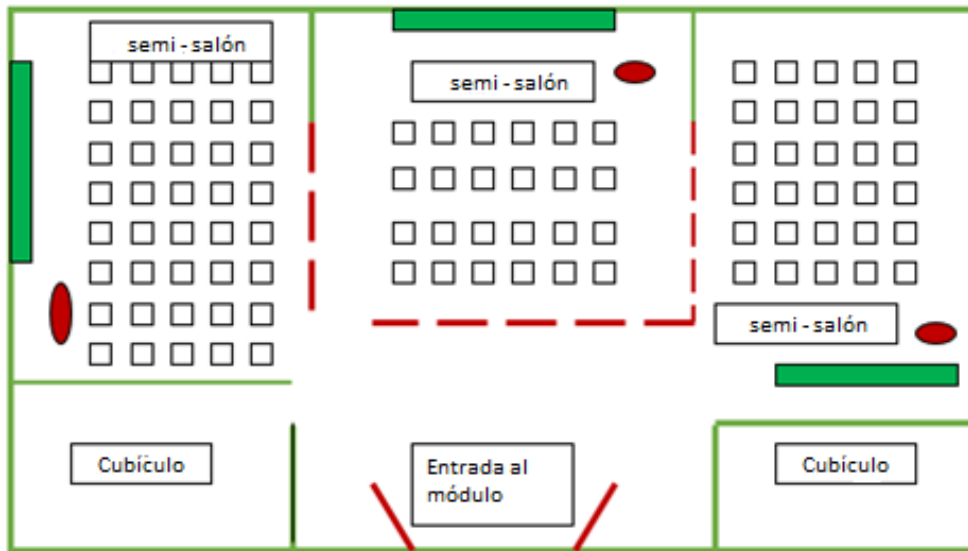 semi - salón
semi - salón
semi - salón
Cubículo
Entrada al
módulo
Cubículo